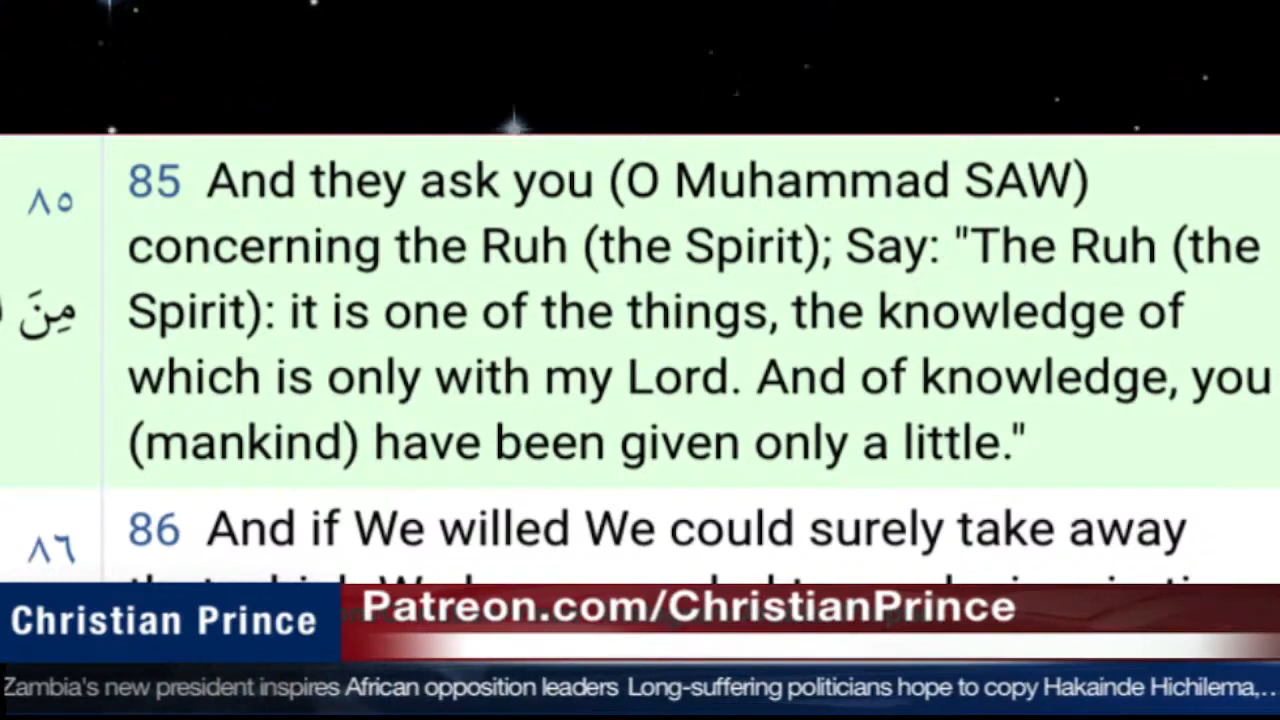 ٨٥
85 And they ask you (O Muhammad SAW)
concerning the Ruh (the Spirit); Say: "The Ruh (the
مِنَ
Spirit): it is one of the things, the knowledge of
which is only with my Lord. And of knowledge, you
(mankind) have been given only a little."
٨٦
86 And if We willed We could surely take away
Christian Prince
Patreon.com/ChristianPrince
Zambia's new president inspires African opposition leaders Long-suffering politicians hope to copy Hakainde Hichilema,…